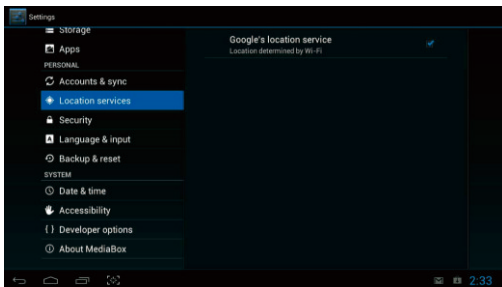 Settings
Storage
Apps
PERSONAL
Accounts & sync
Location services
Security
A Language & input
Backup & reset
SYSTEM
Date & time
Accessibility
{ } Developer options
About MediaBox
Google's location service
Location determined by Wi-Fi
2:33